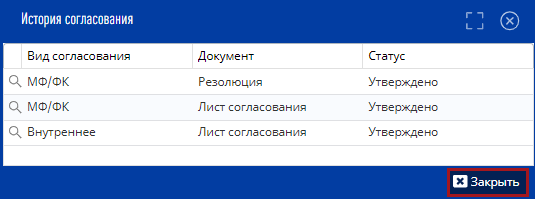 История согласования
Вид согласования Документ Статус
МФ/ФК Резолюция Утверждено
МФ/ФК Лист согласования Утверждено
Внутреннее Лист согласования Утверждено
Закрыть